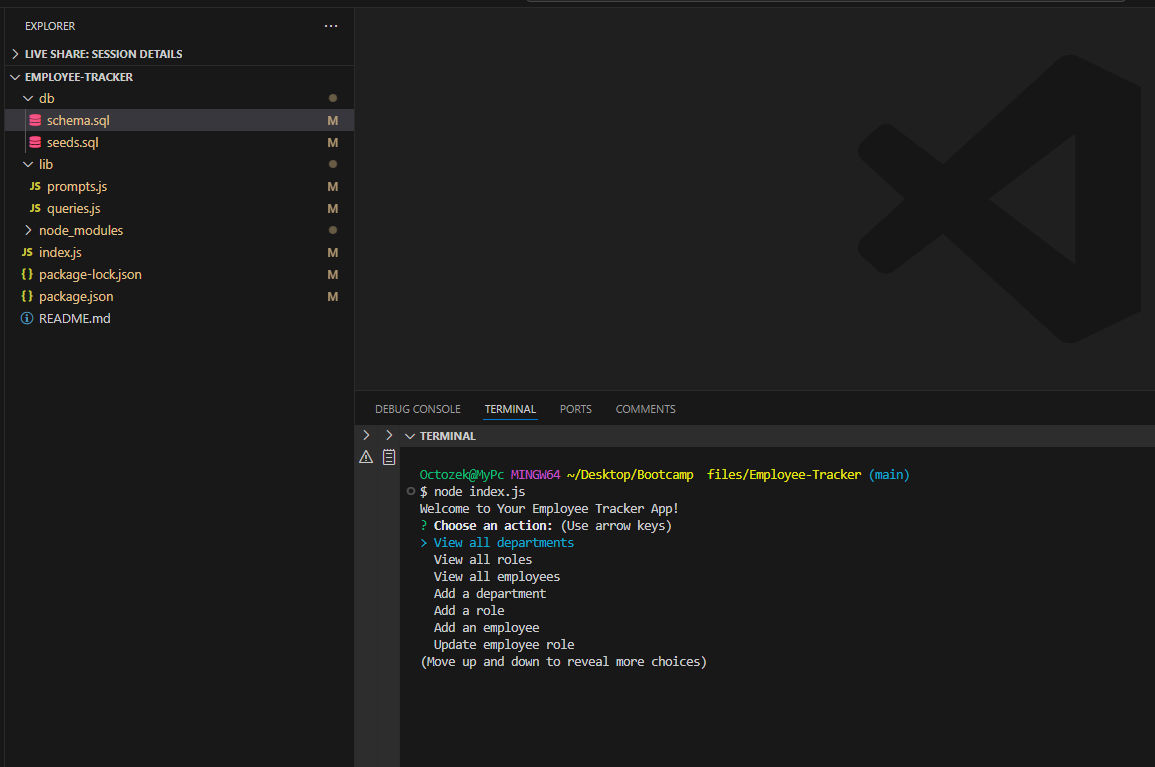 EXPLORER
LIVE SHARE: SESSION DETAILS
EMPLOYEE-TRACKER
db
schema.sql M
seeds.sql M
lib
JS prompts.js M
JS queries.js M
node_modules
JS index.js M
{} package-lock.json M
{} package.json M
README.md
DEBUG CONSOLE TERMINAL PORTS COMMENTS
TERMINAL
Octozek@MyPc MINGW64 ~/Desktop/Bootcamp  files/Employee-Tracker (main)
$ node index.js
Welcome to Your Employee Tracker App!
? Choose an action: (Use arrow keys)
> View all departments
View all roles
View all employees
Add a department
Add a role
Add an employee
Update employee role
(Move up and down to reveal more choices)